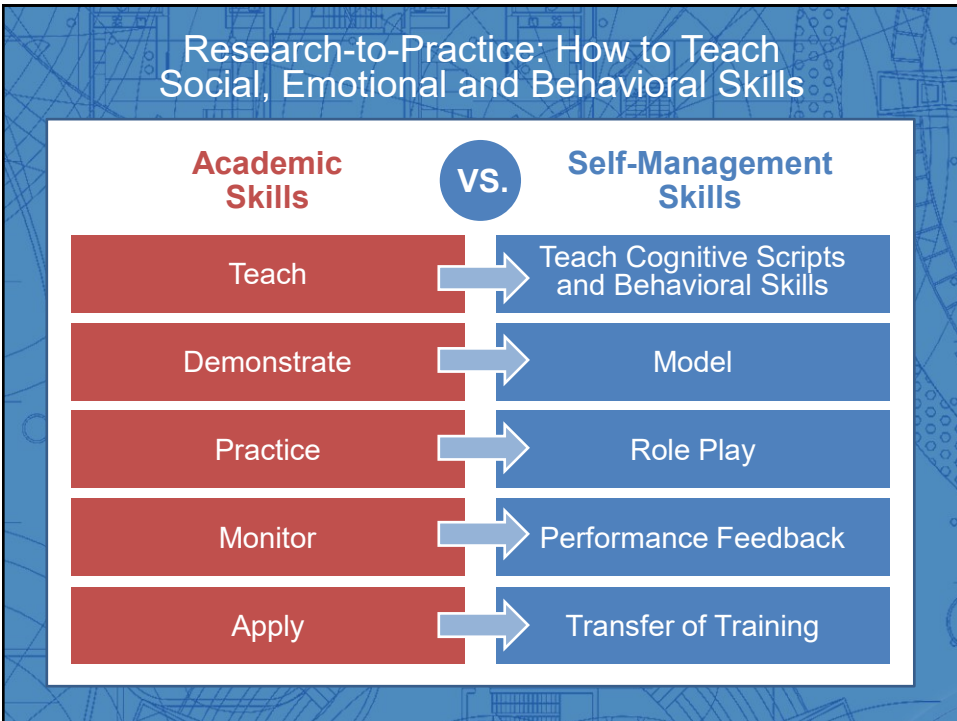 Research-to-Practice: How to Teach
Social, Emotional and Behavioral Skills
Academic
Skills
VS.
Self-Management
Skills
Teach
Teach Cognitive Scripts
and Behavioral Skills
Demonstrate
Model
Practice
Role Play
Monitor
Performance Feedback
Apply
Transfer of Training